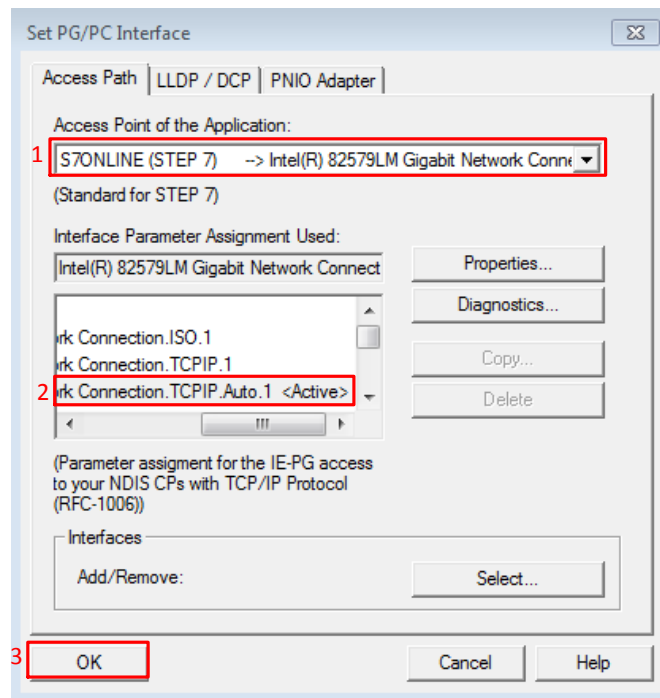 Set PG/PC Interface
Access Path LLDP / DCP PNIO Adapter
Access Point of the Application:
1 S7ONLINE (STEP 7) --> Intel(R) 82579LM Gigabit Network Conne
(Standard for STEP 7)
Interface Parameter Assignment Used:
Intel(R) 82579LM Gigabit Network Connect Properties...
Diagnostics...
rk Connection.ISO.1
rk Connection.TCPIP.1 Copy...
2 rk Connection.TCPIP.Auto.1 <Active> Delete
(Parameter assigment for the IE-PG access
to your NDIS CPs with TCP/IP Protocol
(RFC-1006))
Interfaces
Add/Remove: Select...
3 OK Cancel Help